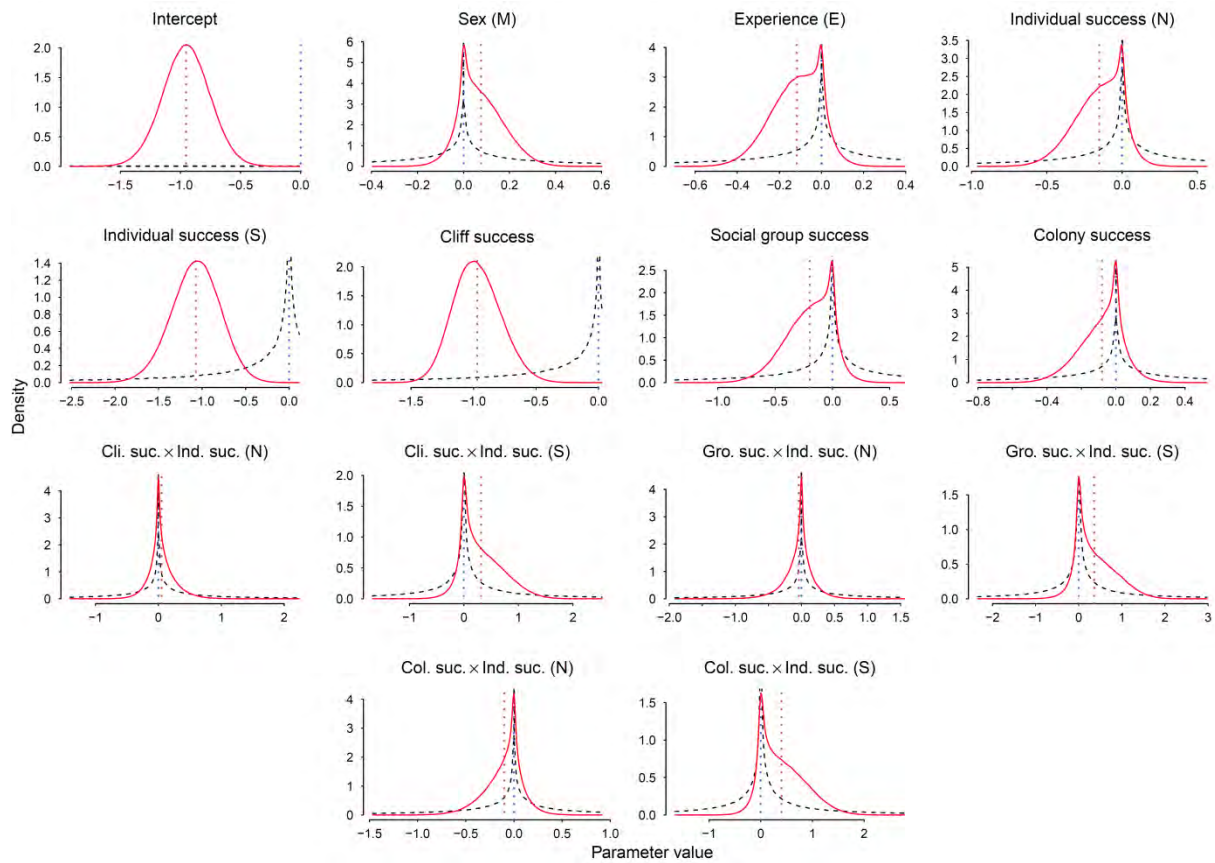 Intercept
Sex (M)
Experience (E)
Individual success (N)
2.0
1.5
1.0
0.5
0.0
−1.5 −1.0 −0.5 0.0
6
5
4
3
2
1
0
−0.4 −0.2 0.0 0.2 0.4 0.6
4
3
2
1
0
−0.6 −0.4 −0.2 0.0 0.2 0.4
3.5
3.0
2.5
2.0
1.5
1.0
0.5
0.0
−1.0 −0.5 0.0 0.5
Individual success (S)
Cliff success
Social group success
Colony success
1.4
1.2
1.0
0.8
0.6
0.4
0.2
0.0
−2.5 −2.0 −1.5 −1.0 −0.5 0.0
2.0
1.5
1.0
0.5
0.0
−1.5 −1.0 −0.5 0.0
2.5
2.0
1.5
1.0
0.5
0.0
−1.0 −0.5 0.0 0.5
5
4
3
2
1
0
−0.8 −0.6 −0.4 −0.2 0.0 0.2 0.4
Density
Cli. suc. × Ind. suc. (N)
Cli. suc. × Ind. suc. (S)
Gro. suc. × Ind. suc. (N)
Gro. suc. × Ind. suc. (S)
4
3
2
1
0
−1 0 1 2
2.0
1.5
1.0
0.5
0.0
−1 0 1 2
4
3
2
1
0
−2.0 −1.0 0.0 0.5 1.0 1.5
1.5
1.0
0.5
0.0
−2 −1 0 1 2 3
Col. suc. × Ind. suc. (N)
Col. suc. × Ind. suc. (S)
4
3
2
1
0
−1.5 −1.0 −0.5 0.0 0.5 1.0
1.5
1.0
0.5
0.0
−1 0 1 2
Parameter value